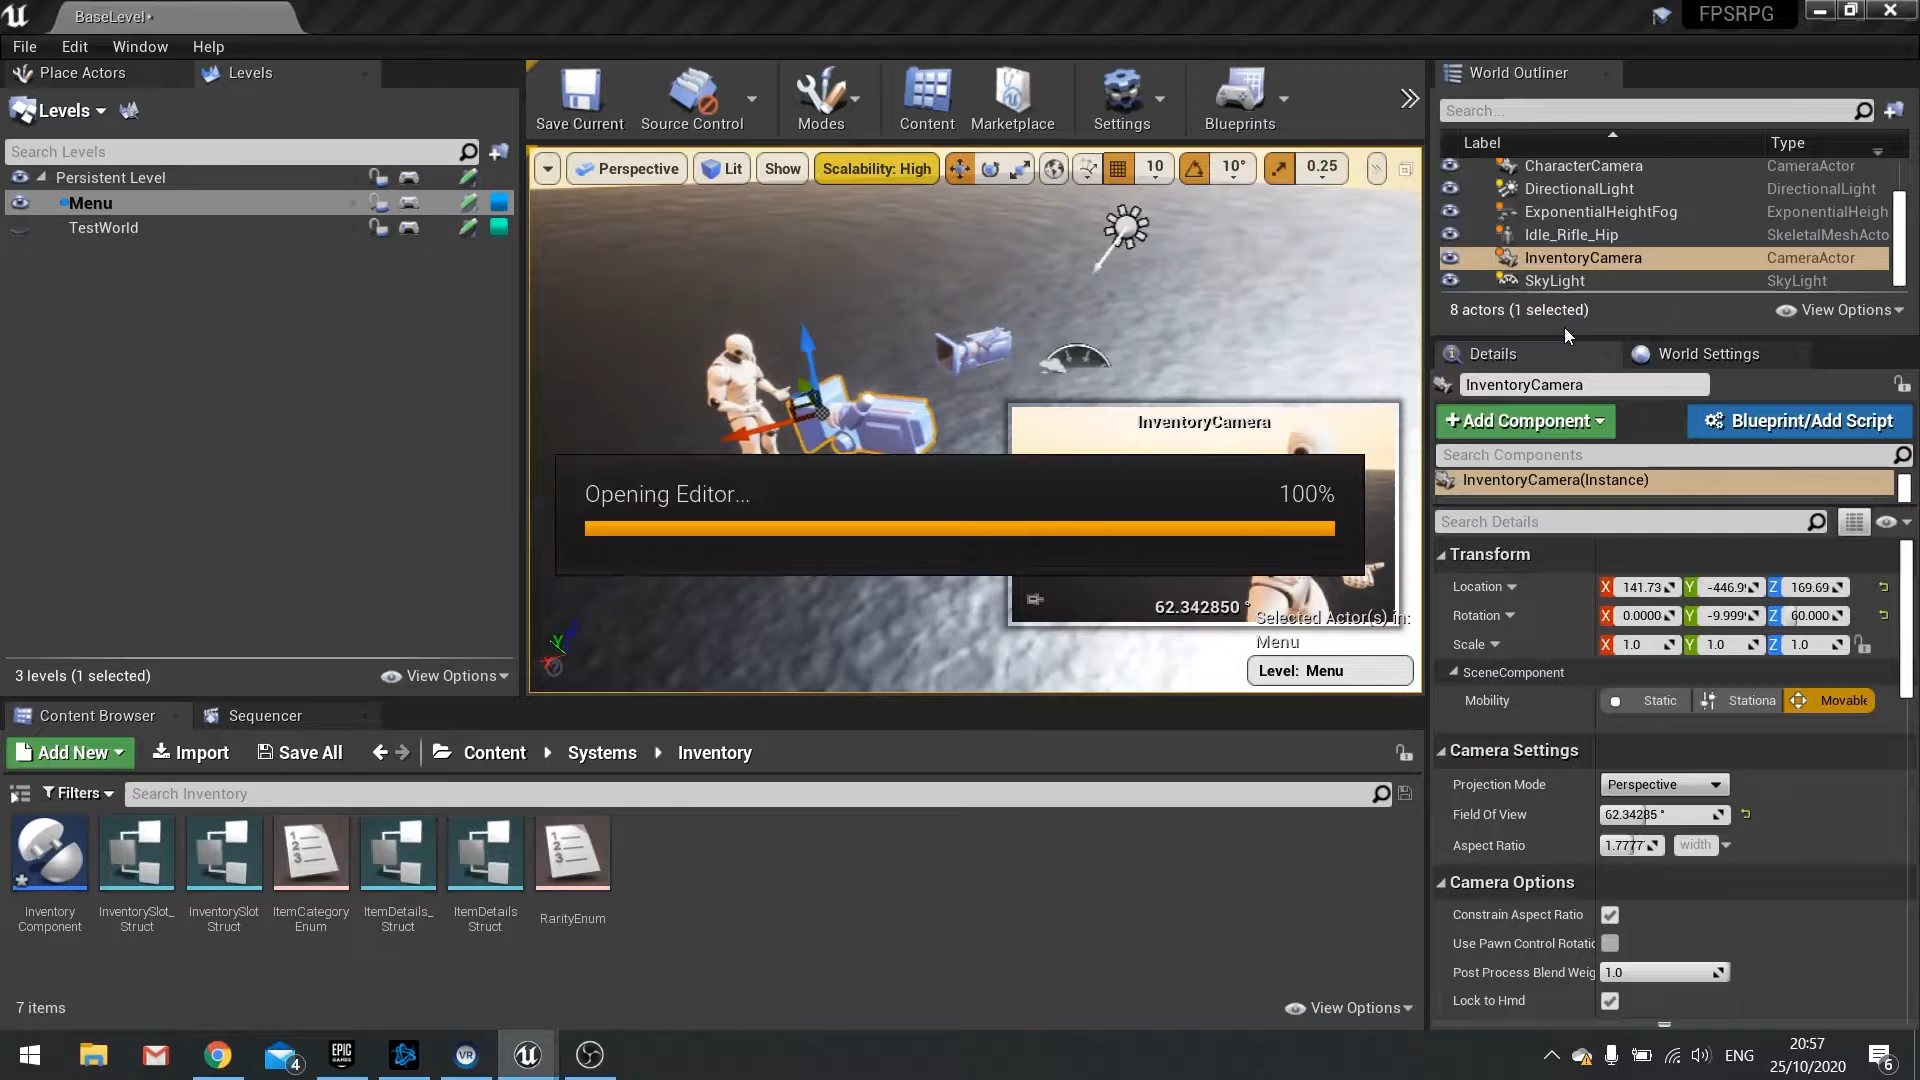 BaseLevel*
FPSRPG
File Edit Window Help
Place Actors
Levels
Levels
Search Levels
Persistent Level
Menu
TestWorld
3 levels (1 selected)
View Options
Save Current
Source Control
Modes
Content
Marketplace
Settings
Blueprints
Perspective
Lit
Show
Scalability: High
10
10°
0.25
InventoryCamera
Opening Editor...
100%
62.342850 °
Selected Actor(s) in:
Menu
Level: Menu
World Outliner
Search...
Label Type
CharacterCamera CameraActor
DirectionalLight DirectionalLight
ExponentialHeightFog ExponentialHeigh
Idle_Rifle_Hip SkeletalMeshActo
InventoryCamera CameraActor
SkyLight SkyLight
8 actors (1 selected)
View Options
Details
World Settings
InventoryCamera
+Add Component
Blueprint/Add Script
Search Components
InventoryCamera(Instance)
Search Details
Transform
Location X 141.73 Y -446.9 Z 169.69
Rotation X 0.0000 Y -9.999 Z 60.000
Scale X 1.0 Y 1.0 Z 1.0
SceneComponent
Mobility Static Stationa Movable
Camera Settings
Projection Mode Perspective
Field Of View 62.34285 °
Aspect Ratio 1.7777 width
Camera Options
Constrain Aspect Ratio
Use Pawn Control Rotatic
Post Process Blend Weig 1.0
Lock to Hmd
Content Browser
Sequencer
Add New
Import
Save All
Content
Systems
Inventory
Filters
Search Inventory
Inventory
Component
InventorySlot_
Struct
InventorySlot
Struct
ItemCategory
Enum
ItemDetails_
Struct
ItemDetails
Struct
RarityEnum
7 items
View Options
4
EPIC
GAMES
VR
ENG
20:57
25/10/2020
6